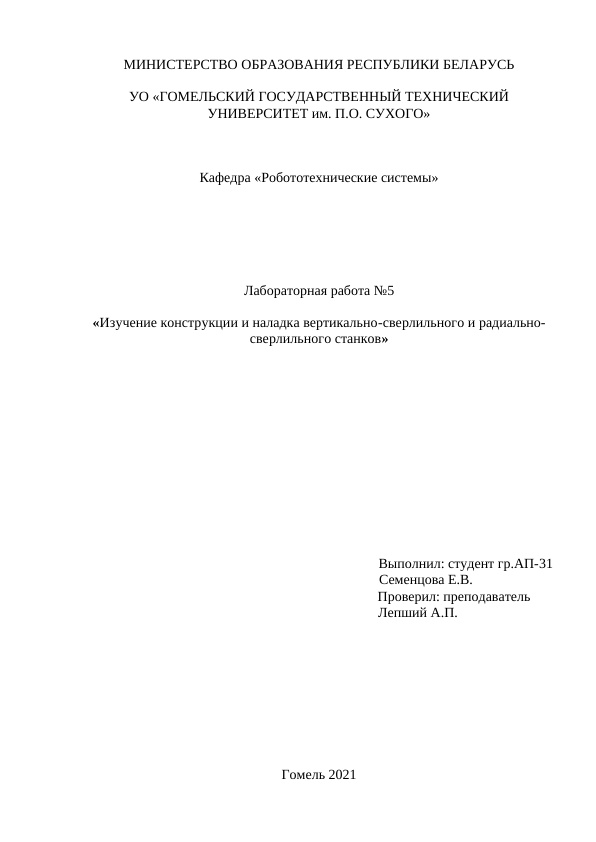 МИНИСТЕРСТВО ОБРАЗОВАНИЯ РЕСПУБЛИКИ БЕЛАРУСЬ
УО «ГОМЕЛЬСКИЙ ГОСУДАРСТВЕННЫЙ ТЕХНИЧЕСКИЙ
УНИВЕРСИТЕТ им. П.О. СУХОГО»
Кафедра «Робототехнические системы»
Лабораторная работа №5
«Изучение конструкции и наладка вертикально-сверлильного и радиально-
сверлильного станков»
Выполнил: студент гр.АП-31
Семенцова Е.В.
Проверил: преподаватель
Лепший А.П.
Гомель 2021